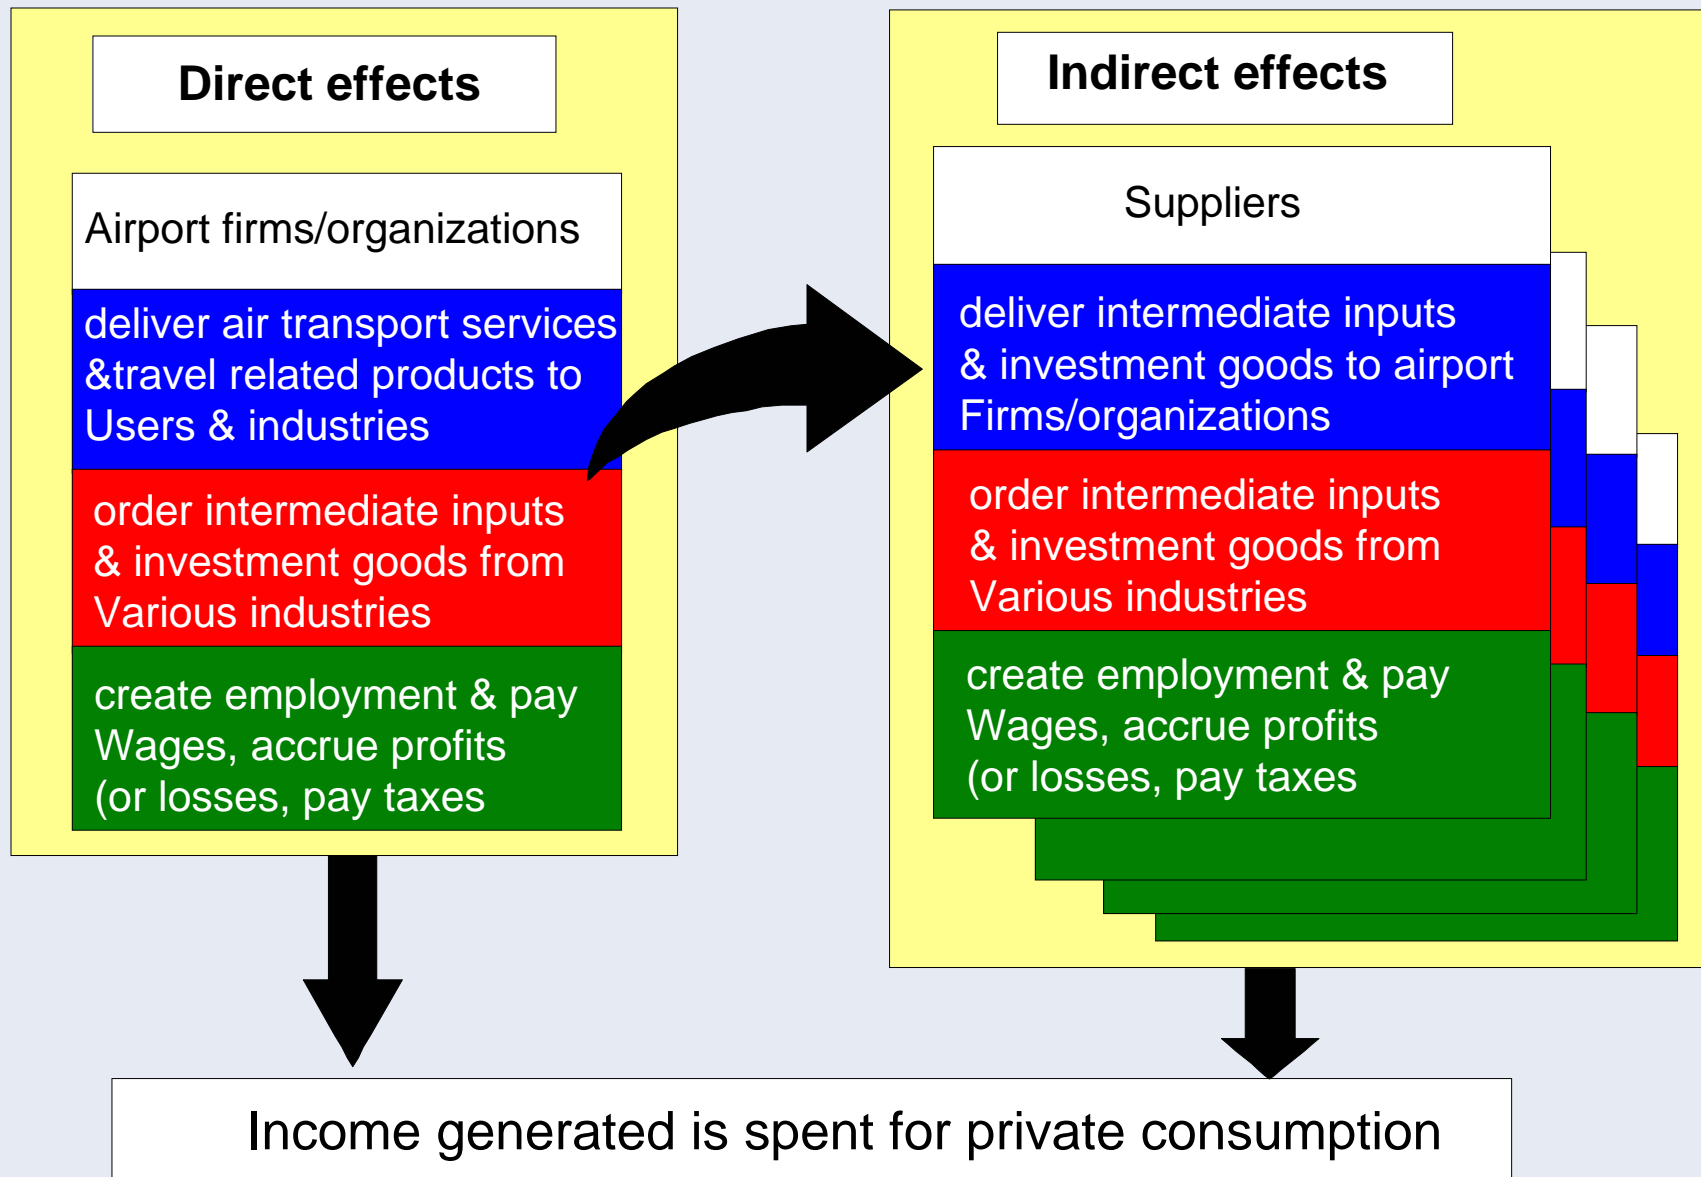 Direct effects
Airport firms/organizations
deliver air transport services
&travel related products to
Users & industries
order intermediate inputs
& investment goods from
Various industries
create employment & pay
Wages, accrue profits
(or losses, pay taxes
Indirect effects
Suppliers
deliver intermediate inputs
& investment goods to airport
Firms/organizations
order intermediate inputs
& investment goods from
Various industries
create employment & pay
Wages, accrue profits
(or losses, pay taxes
Income generated is spent for private consumption